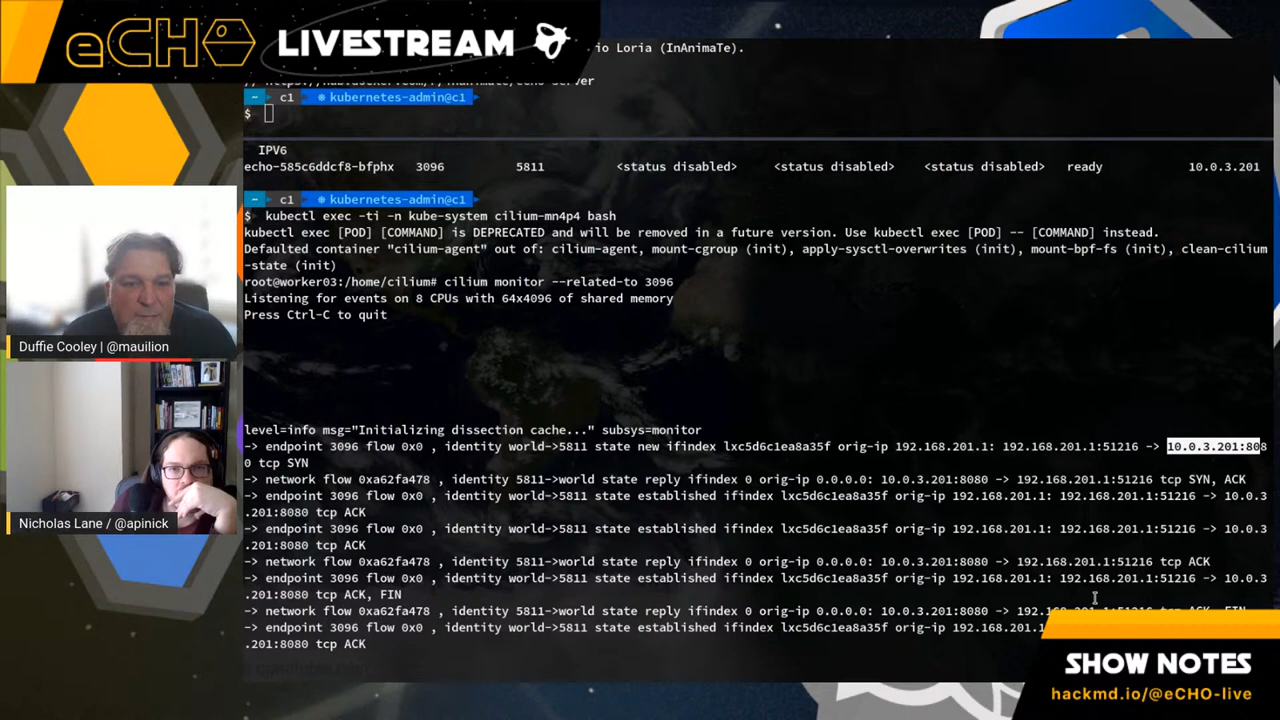 eCHO LIVESTREAM
io Loria (InAnimaTe).
~ c1 kubernetes-admin@c1
$
IPV6
echo-585c6ddcf8-bfphx 3096 5811 <status disabled> <status disabled> <status disabled> ready 10.0.3.201
~ c1 kubernetes-admin@c1
$ kubectl exec -ti -n kube-system cilium-mn4p4 bash
kubectl exec [POD] [COMMAND] is DEPRECATED and will be removed in a future version. Use kubectl exec [POD] -- [COMMAND] instead.
Defaulted container "cilium-agent" out of: cilium-agent, mount-cgroup (init), apply-sysctl-overwrites (init), mount-bpf-fs (init), clean-cilium
-state (init)
root@worker03:/home/cilium# cilium monitor --related-to 3096
Listening for events on 8 CPUs with 64x4096 of shared memory
Press Ctrl-C to quit
level=info msg="Initializing dissection cache..." subsys=monitor
-> endpoint 3096 flow 0x0 , identity world->5811 state new ifindex lxc5d6c1ea8a35f orig-ip 192.168.201.1: 192.168.201.1:51216 -> 10.0.3.201:808
0 tcp SYN
-> network flow 0xa62fa478 , identity 5811->world state reply ifindex 0 orig-ip 0.0.0.0: 10.0.3.201:8080 -> 192.168.201.1:51216 tcp SYN, ACK
-> endpoint 3096 flow 0x0 , identity world->5811 state established ifindex lxc5d6c1ea8a35f orig-ip 192.168.201.1: 192.168.201.1:51216 -> 10.0.3
.201:8080 tcp ACK
-> endpoint 3096 flow 0x0 , identity world->5811 state established ifindex lxc5d6c1ea8a35f orig-ip 192.168.201.1: 192.168.201.1:51216 -> 10.0.3
.201:8080 tcp ACK
-> network flow 0xa62fa478 , identity 5811->world state reply ifindex 0 orig-ip 0.0.0.0: 10.0.3.201:8080 -> 192.168.201.1:51216 tcp ACK
-> endpoint 3096 flow 0x0 , identity world->5811 state established ifindex lxc5d6c1ea8a35f orig-ip 192.168.201.1: 192.168.201.1:51216 -> 10.0.3
.201:8080 tcp ACK, FIN
-> network flow 0xa62fa478 , identity 5811->world state reply ifindex 0 orig-ip 0.0.0.0: 10.0.3.201:8080 -> 192.168.201.1:51216 tcp ACK, FIN
-> endpoint 3096 flow 0x0 , identity world->5811 state established ifindex lxc5d6c1ea8a35f orig-ip 192.168.201.1
.201:8080 tcp ACK
Duffie Cooley | @mauilion
Nicholas Lane / @apinick
SHOW NOTES
hackmd.io/@eCHO-live